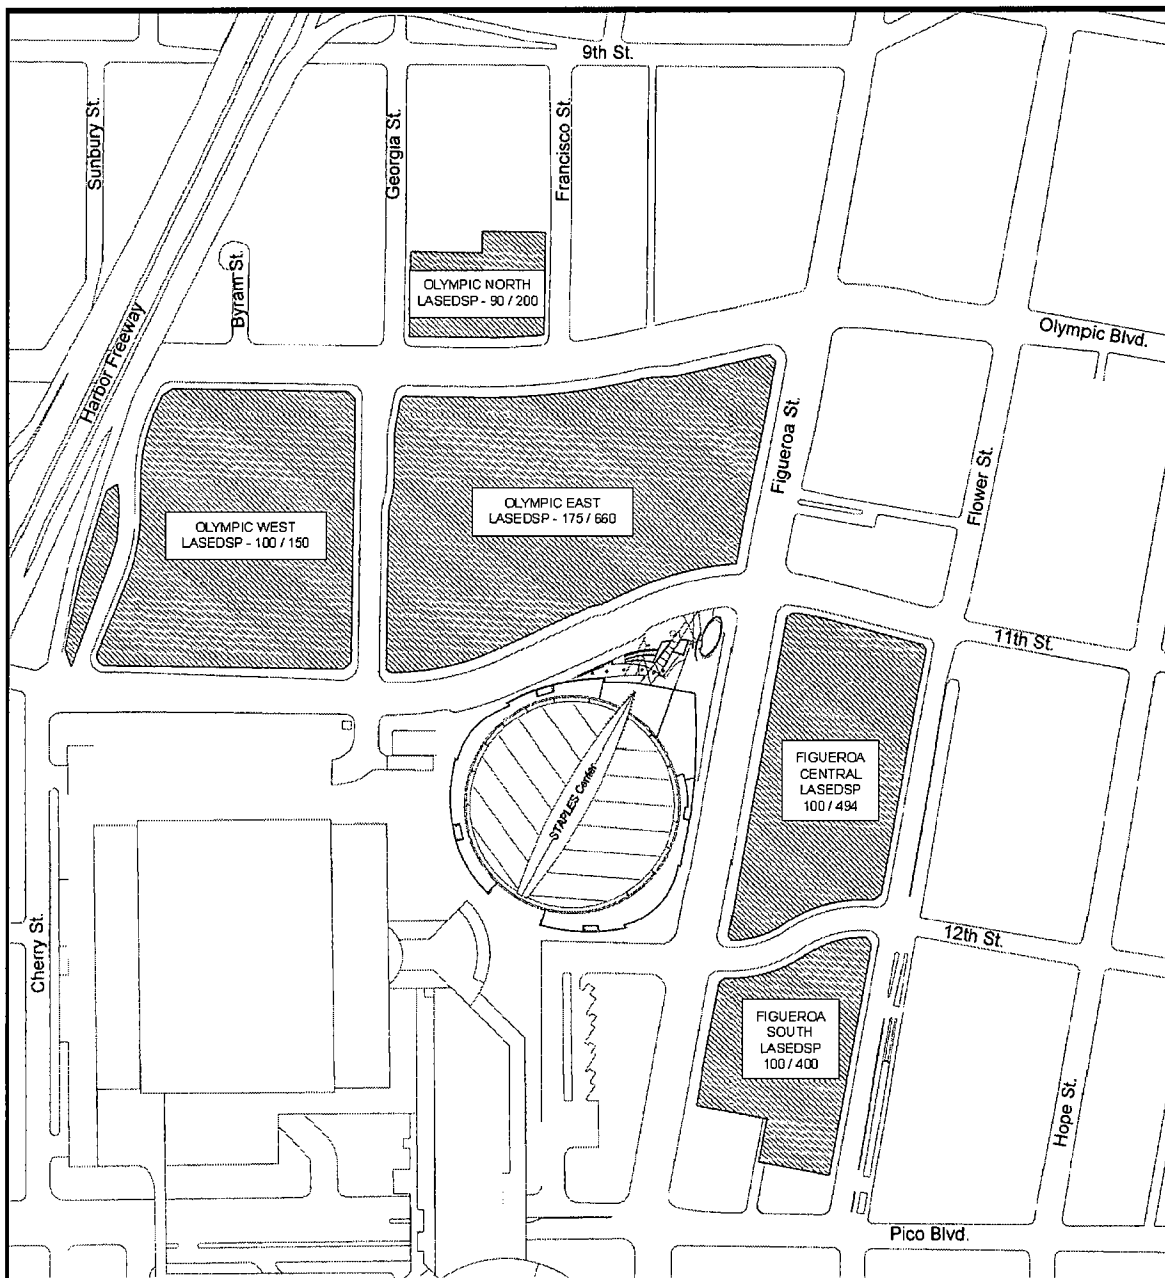 9th St.
Sunbury St.
Georgia St.
Francisco St.
Byram St.
OLYMPIC NORTH
LASEDSP - 90 / 200
Harbor Freeway
Olympic Blvd.
Figueroa St.
Flower St.
OLYMPIC WEST
LASEDSP - 100 / 150
OLYMPIC EAST
LASEDSP - 175 / 660
11th St.
STAPLES Center
FIGUEROA
CENTRAL
LASEDSP
100 / 494
Cherry St.
12th St.
FIGUEROA
SOUTH
LASEDSP
100 / 400
Hope St.
Pico Blvd.